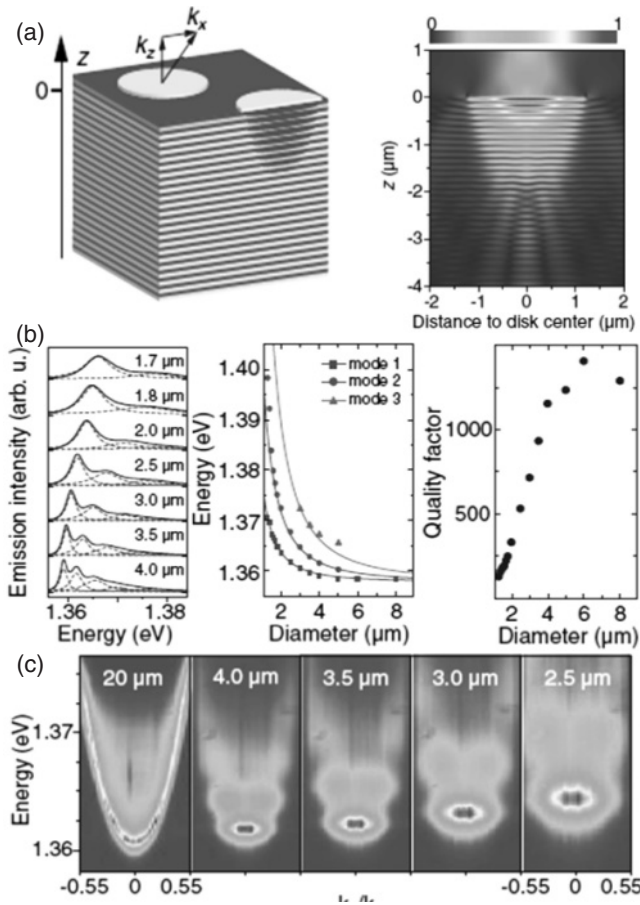 (a)
z
0
k_z
k_x
0 1
1
0
-1
-2
-3
-4
z (µm)
-2 -1 0 1 2
Distance to disk center (µm)
(b)
Emission intensity (arb. u.)
1.7 µm
1.8 µm
2.0 µm
2.5 µm
3.0 µm
3.5 µm
4.0 µm
1.36 1.38
Energy (eV)
Energy (eV)
1.40
1.39
1.38
1.37
1.36
mode 1
mode 2
mode 3
2 4 6 8
Diameter (µm)
Quality factor
1000
500
2 4 6 8
Diameter (µm)
(c)
Energy (eV)
1.37
1.36
20 µm
4.0 µm
3.5 µm
3.0 µm
2.5 µm
-0.55 0 0.55
-0.55 0 0.55